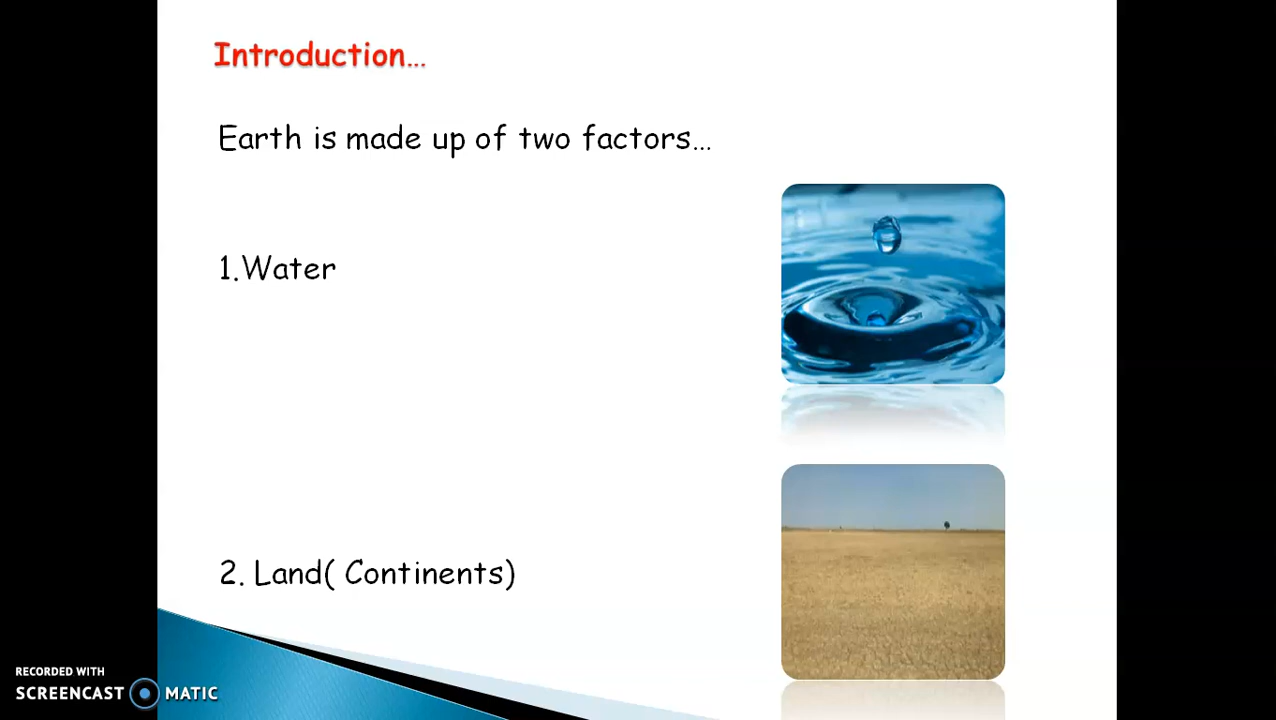 Introduction...
Earth is made up of two factors...
1.Water
2. Land( Continents)
RECORDED WITH
SCREENCAST MATIC